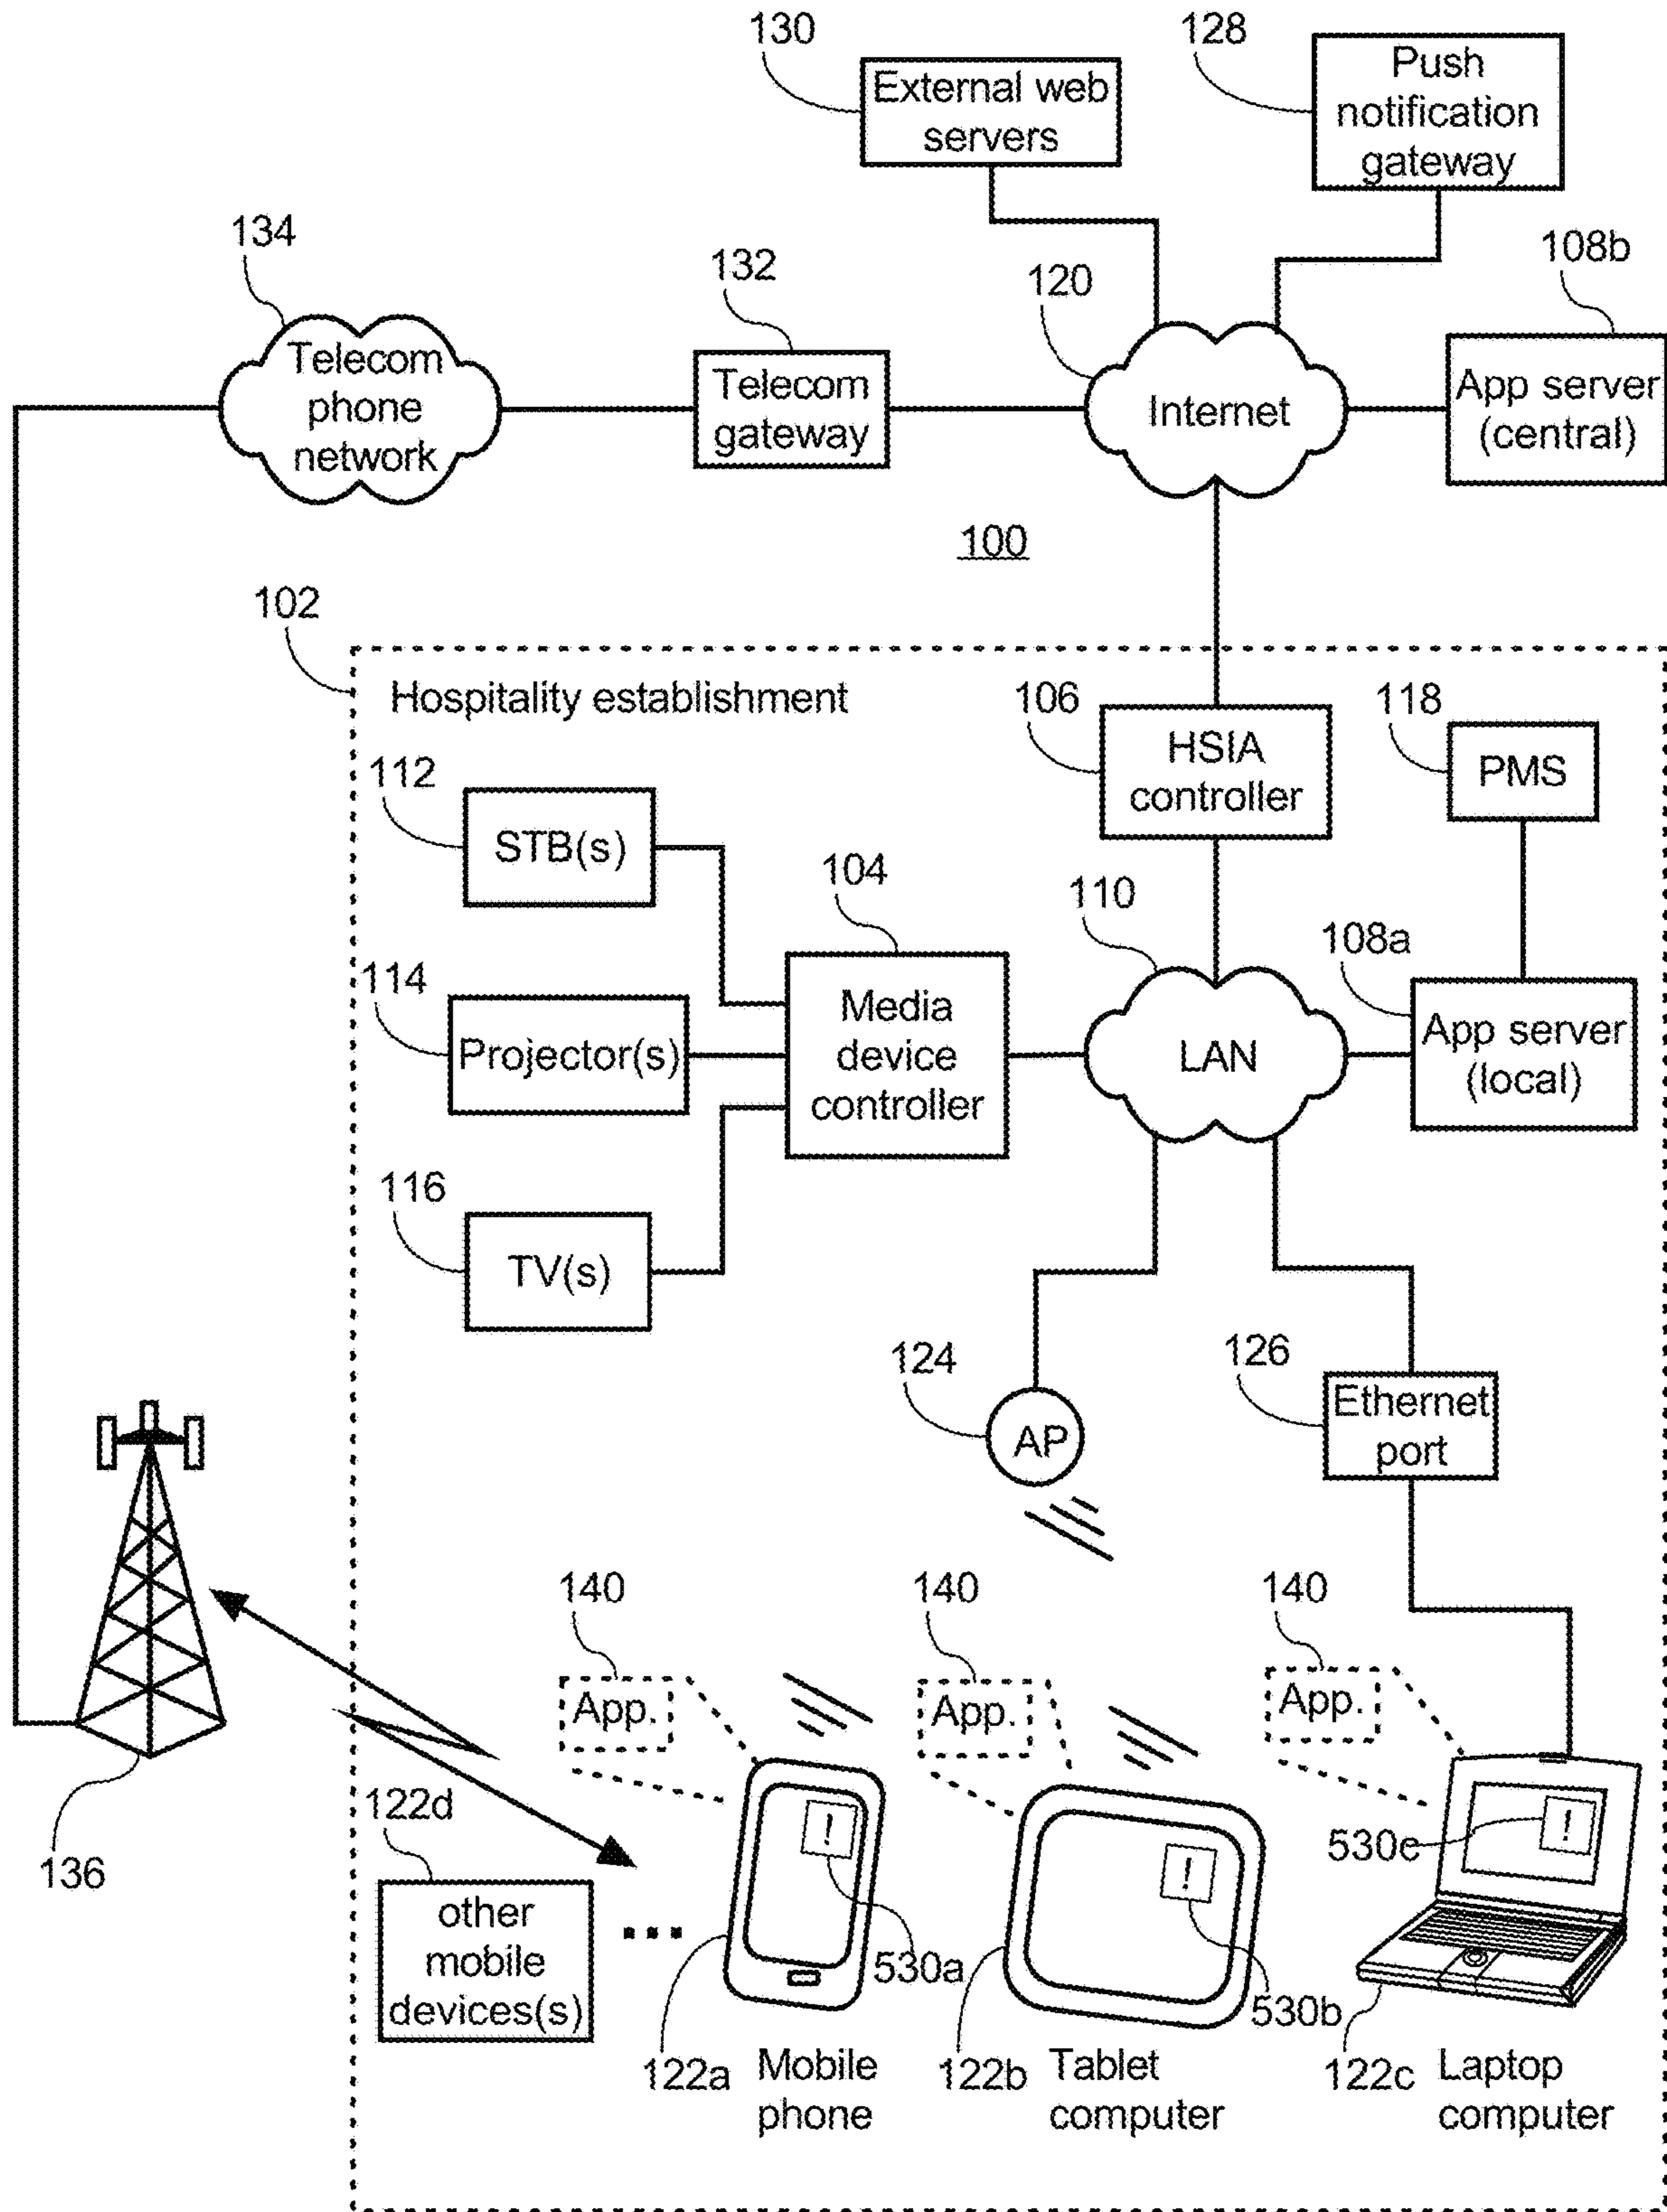 130
External web
servers
128
Push
notification
gateway
134
Telecom
phone
network
132
Telecom
gateway
120
Internet
108b
App server
(central)
100
102
Hospitality establishment
106
HSIA
controller
118
PMS
112
STB(s)
104
Media
device
controller
110
LAN
108a
App server
(local)
114
Projector(s)
116
TV(s)
124
AP
126
Ethernet
port
136
140
App.
140
App.
140
App.
122d
other
mobile
devices(s)
...
!
530a
!
530b
!
530c
122a
Mobile
phone
122b
Tablet
computer
122c
Laptop
computer